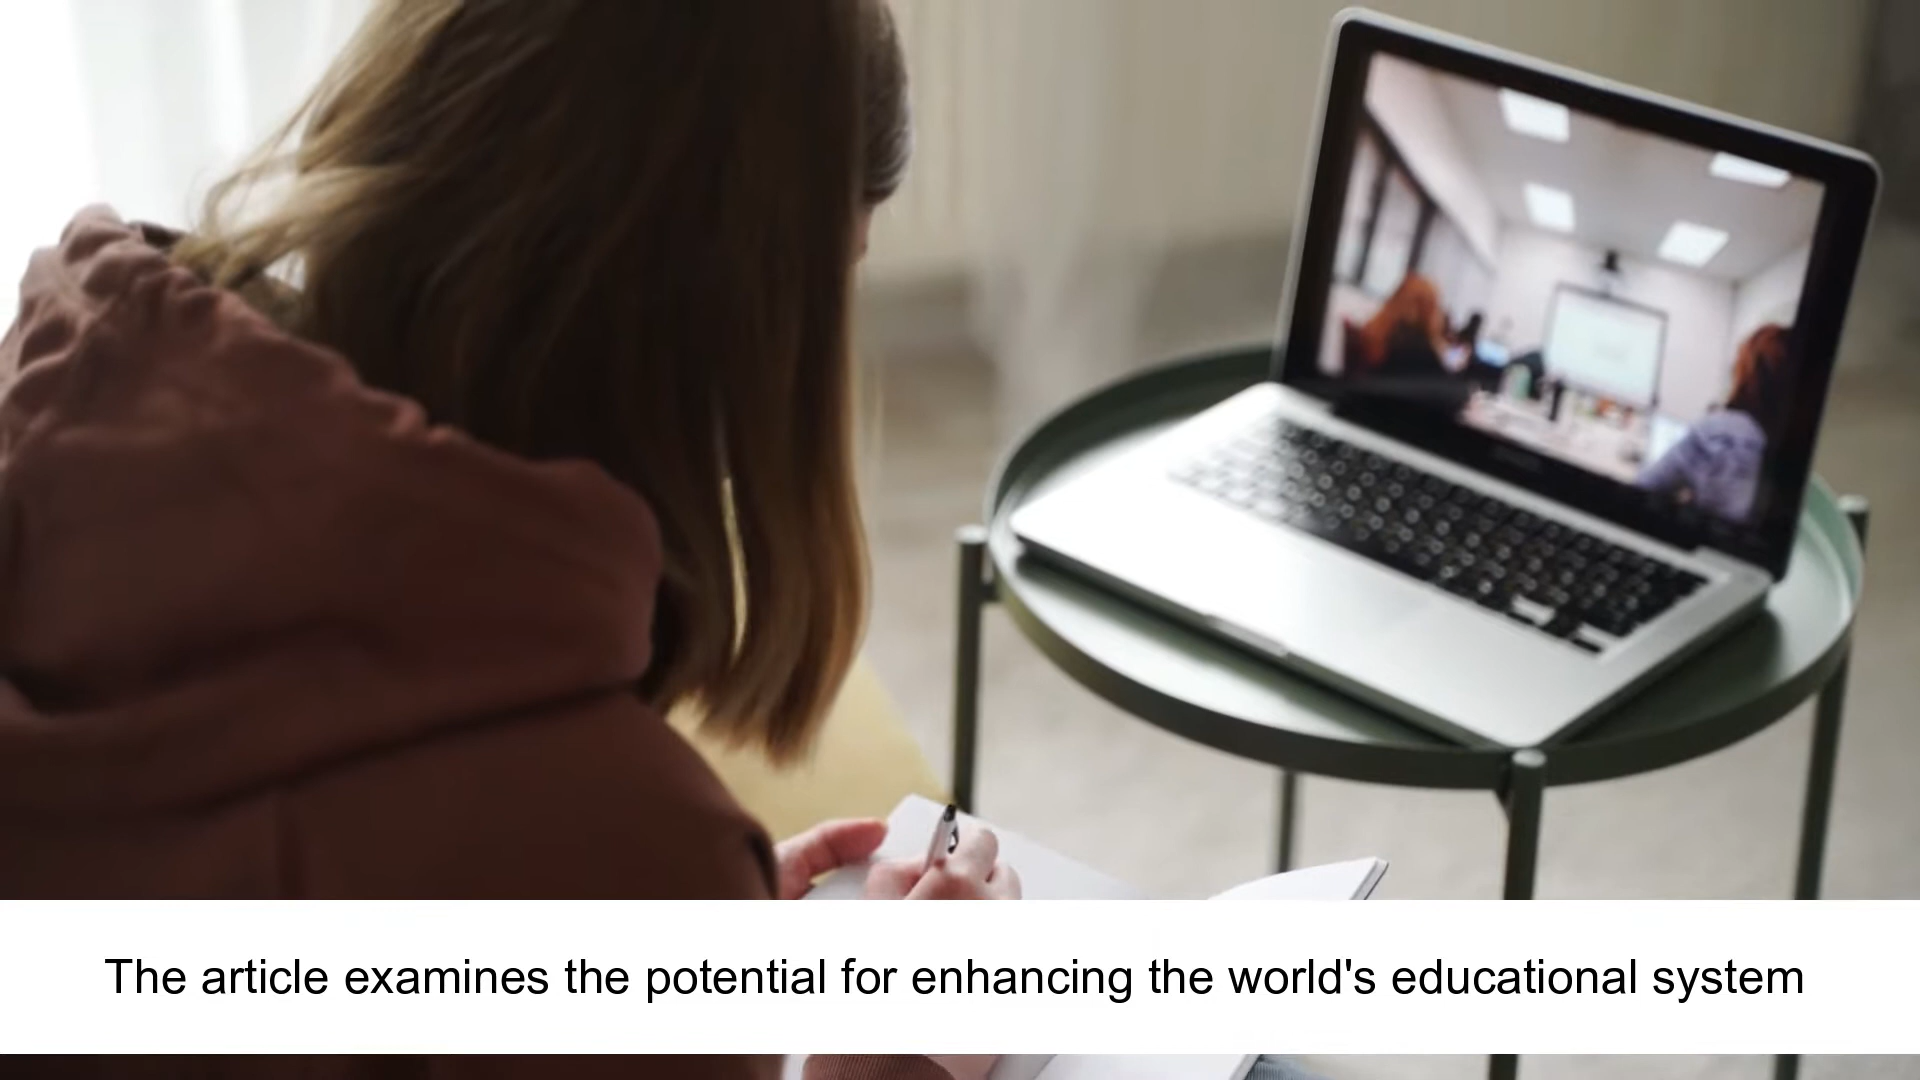 The article examines the potential for enhancing the world's educational system